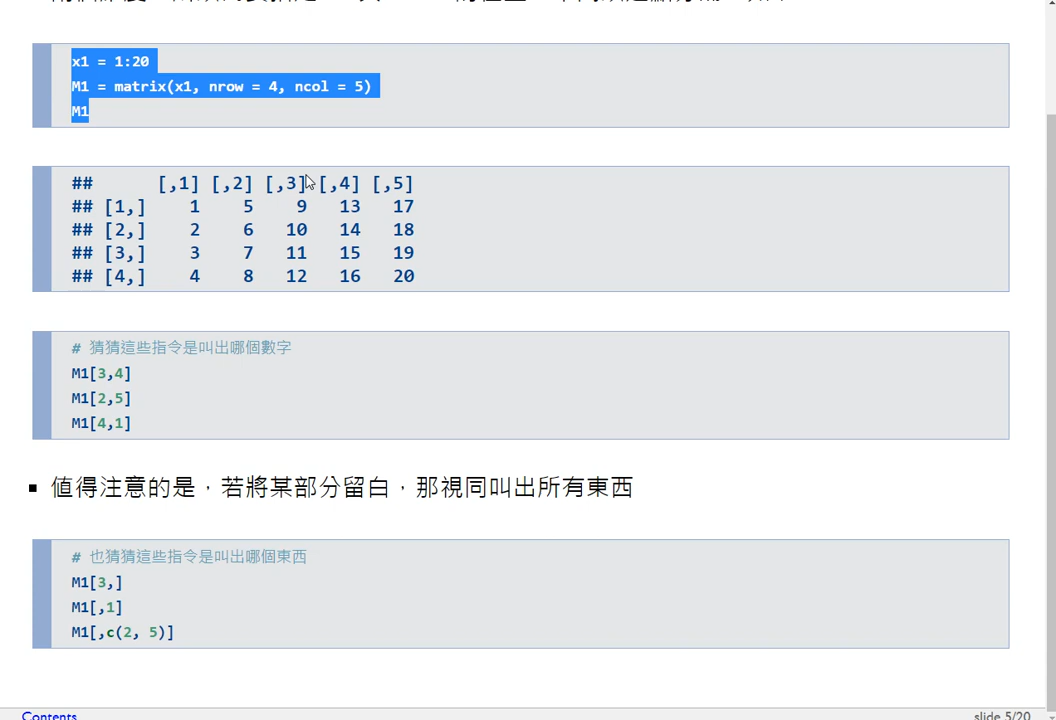 x1 = 1:20
M1 = matrix(x1, nrow = 4, ncol = 5)
M1
##      [,1] [,2] [,3] [,4] [,5]
## [1,]    1    5    9   13   17
## [2,]    2    6   10   14   18
## [3,]    3    7   11   15   19
## [4,]    4    8   12   16   20
# 猜猜這些指令是叫出哪個數字
M1[3,4]
M1[2,5]
M1[4,1]
▪ 值得注意的是，若將某部分留白，那視同叫出所有東西
# 也猜猜這些指令是叫出哪個東西
M1[3,]
M1[,1]
M1[,c(2, 5)]
Contents
slide 5/20